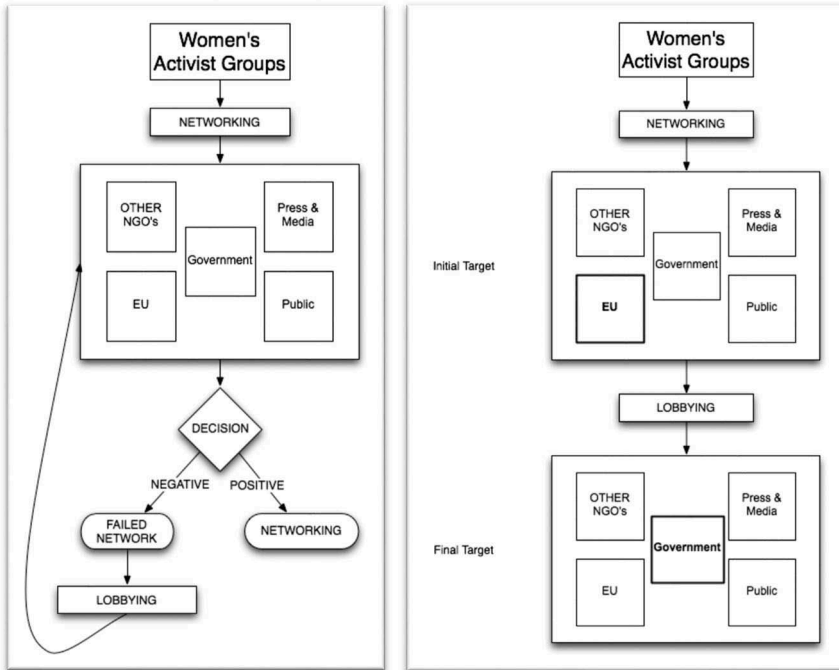 Women's
Activist Groups
NETWORKING
OTHER
NGO's
Press &
Media
Government
EU
Public
DECISION
NEGATIVE
POSITIVE
FAILED
NETWORK
NETWORKING
LOBBYING
Women's
Activist Groups
NETWORKING
OTHER
NGO's
Press &
Media
Government
Initial Target
EU
Public
LOBBYING
OTHER
NGO's
Press &
Media
Government
Final Target
EU
Public